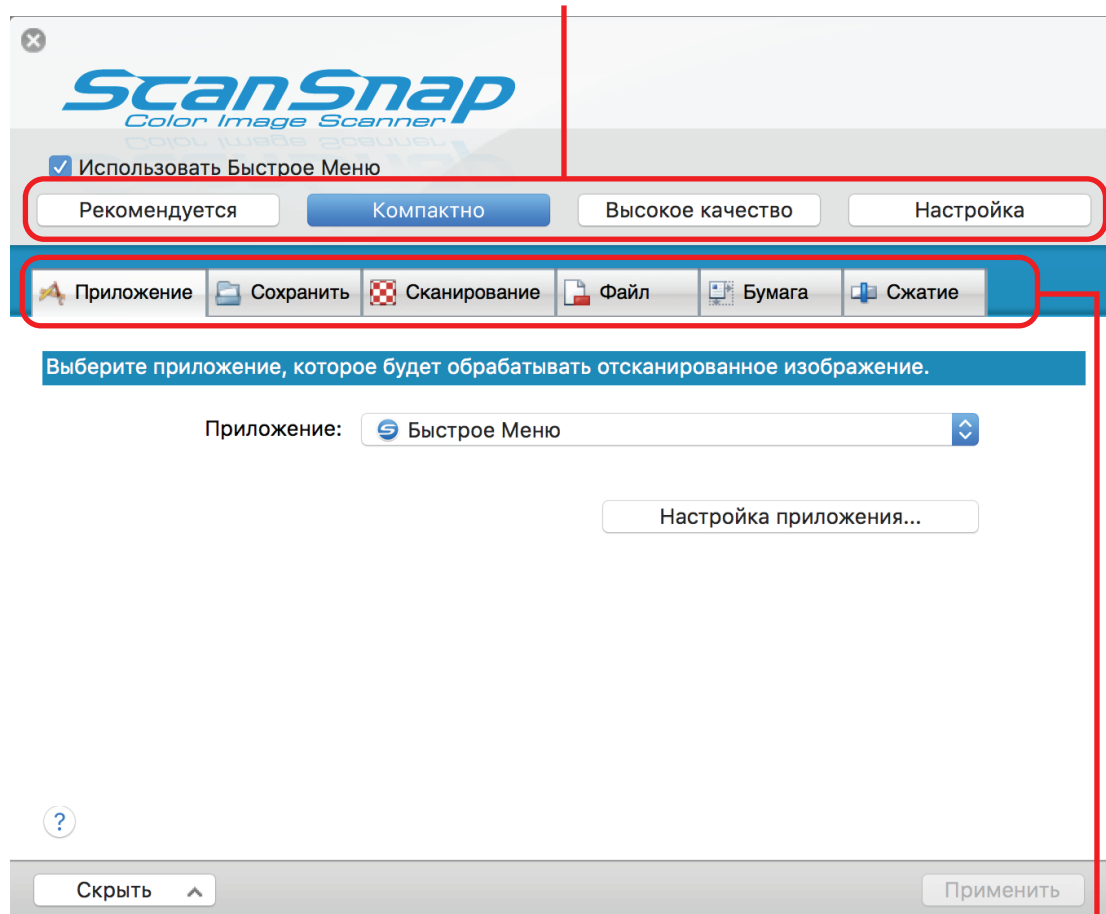 ScanSnap
Color Image Scanner
Использовать Быстрое Меню
Рекомендуется Компактно Высокое качество Настройка
Приложение Сохранить Сканирование Файл Бумага Сжатие
Выберите приложение, которое будет обрабатывать отсканированное изображение.
Приложение: Быстрое Меню
Настройка приложения...
?
Скрыть Применить